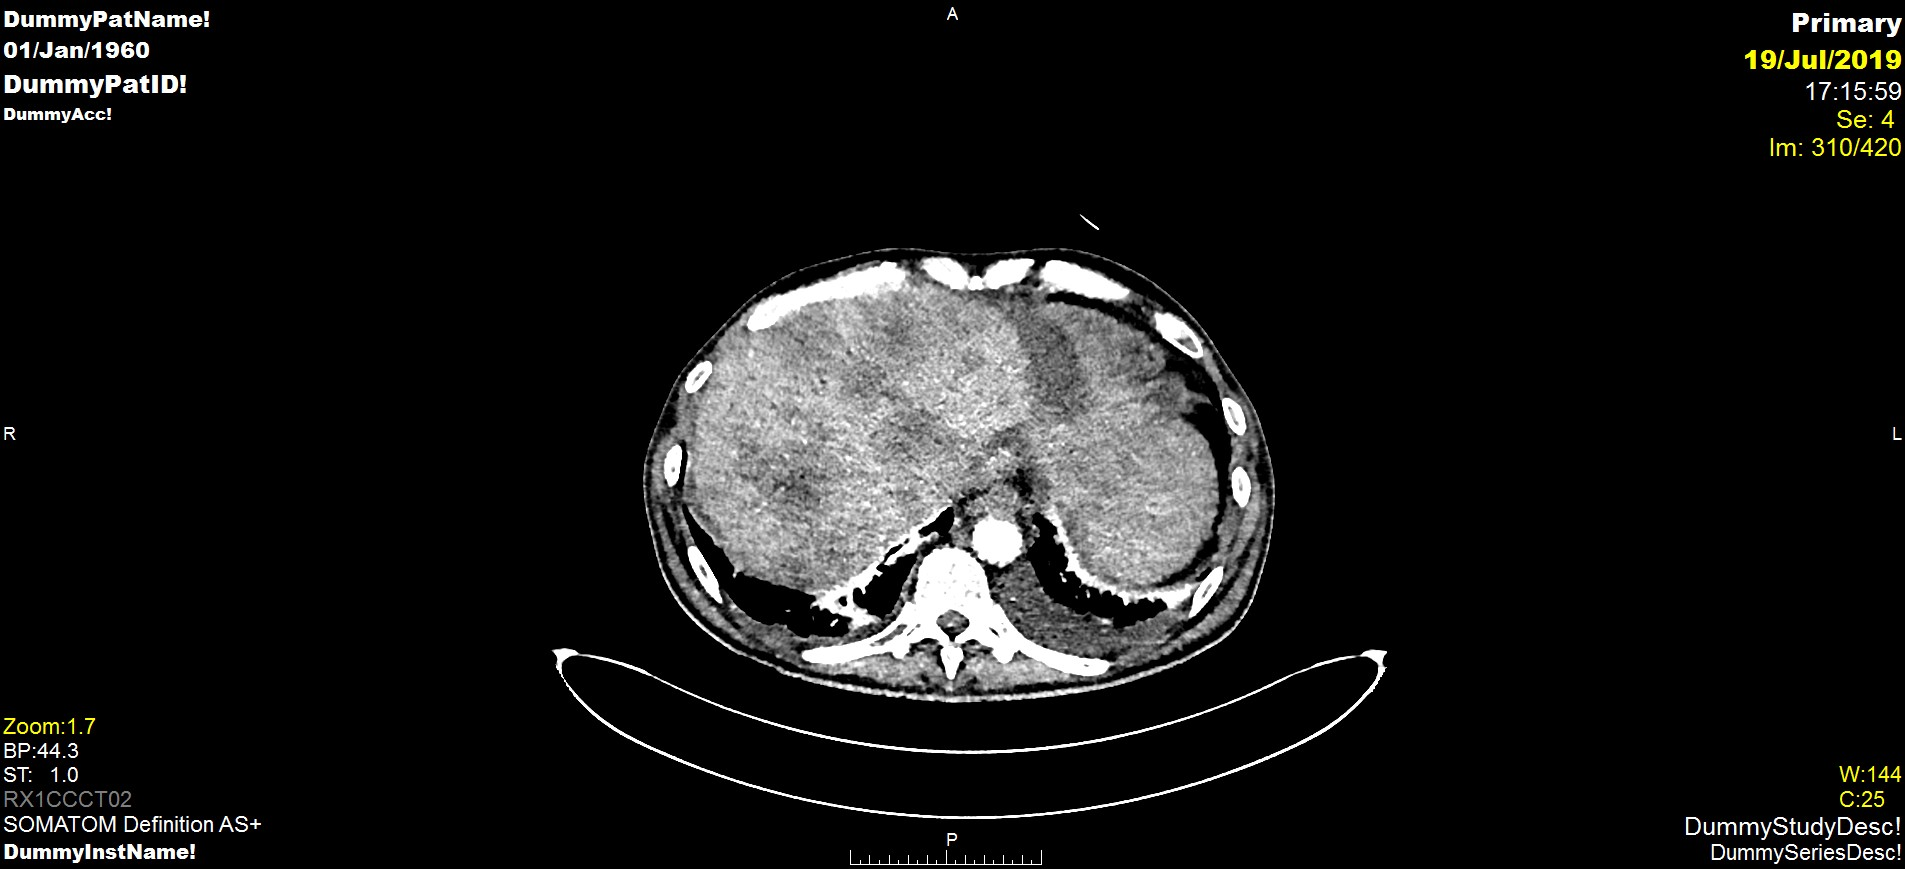 DummyPatName!
01/Jan/1960
DummyPatID!
DummyAcc!
A
Primary
19/Jul/2019
17:15:59
Se: 4
Im: 310/420
R
L
Zoom:1.7
BP:44.3
ST: 1.0
RX1CCCT02
SOMATOM Definition AS+
DummyInstName!
P
W:144
C:25
DummyStudyDesc!
DummySeriesDesc!